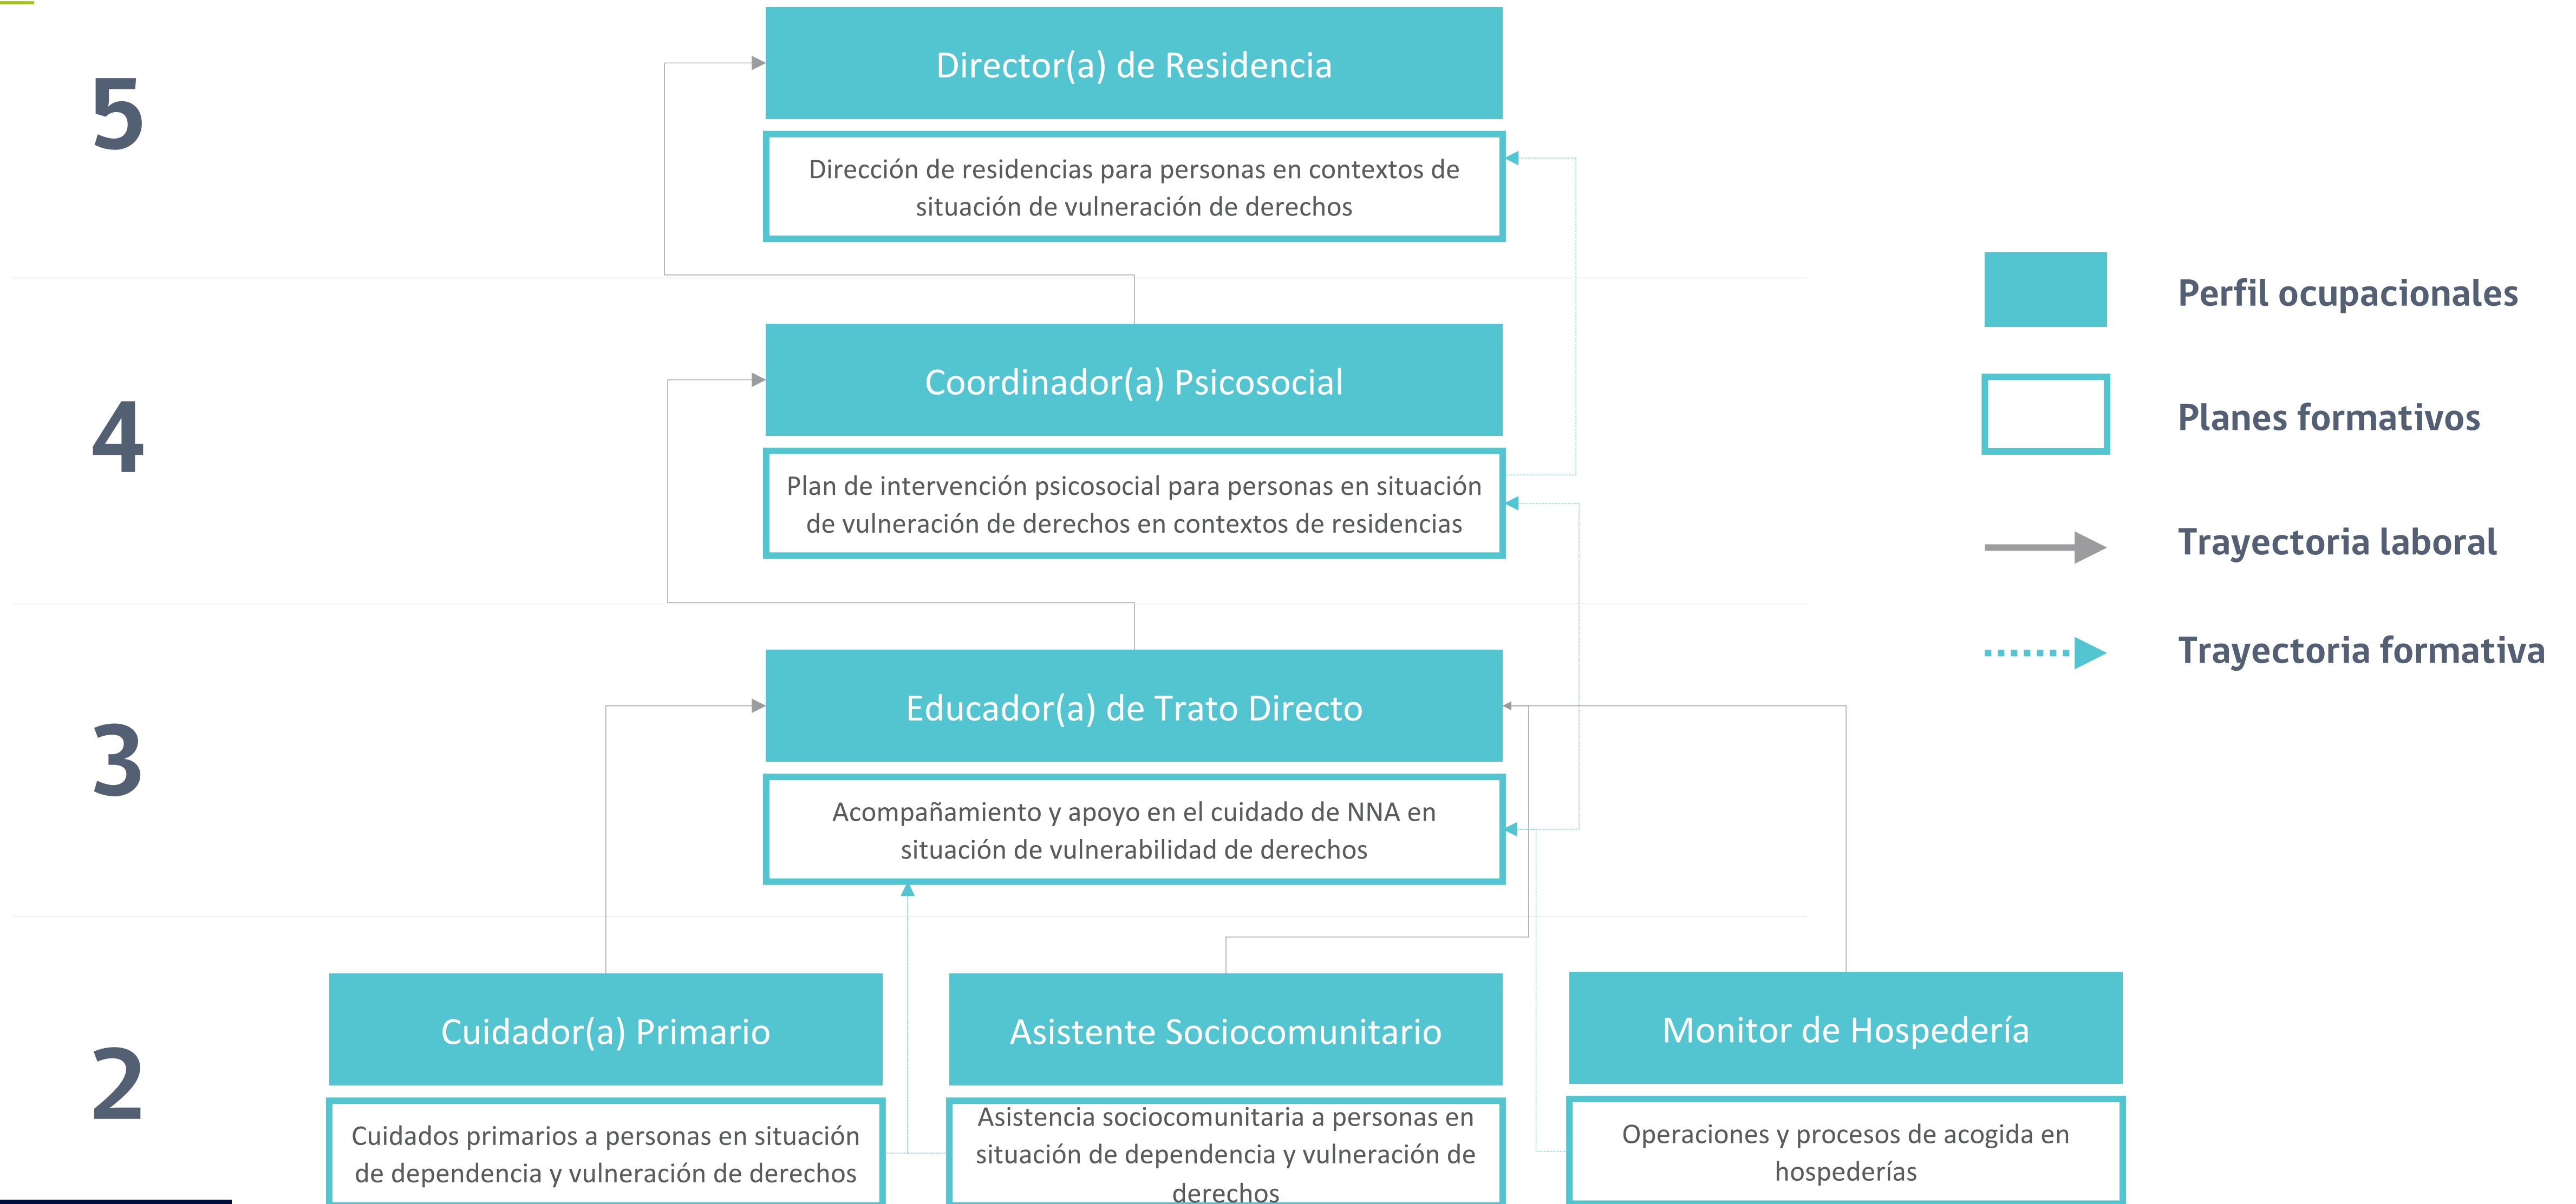 5
Director(a) de Residencia
Dirección de residencias para personas en contextos de
situación de vulneración de derechos
4
Coordinador(a) Psicosocial
Plan de intervención psicosocial para personas en situación
de vulneración de derechos en contextos de residencias
3
Educador(a) de Trato Directo
Acompañamiento y apoyo en el cuidado de NNA en
situación de vulnerabilidad de derechos
2
Cuidador(a) Primario
Cuidados primarios a personas en situación
de dependencia y vulneración de derechos
Asistente Sociocomunitario
Asistencia sociocomunitaria a personas en
situación de dependencia y vulneración de
derechos
Monitor de Hospedería
Operaciones y procesos de acogida en
hospederías
Perfil ocupacionales
Planes formativos
Trayectoria laboral
Trayectoria formativa